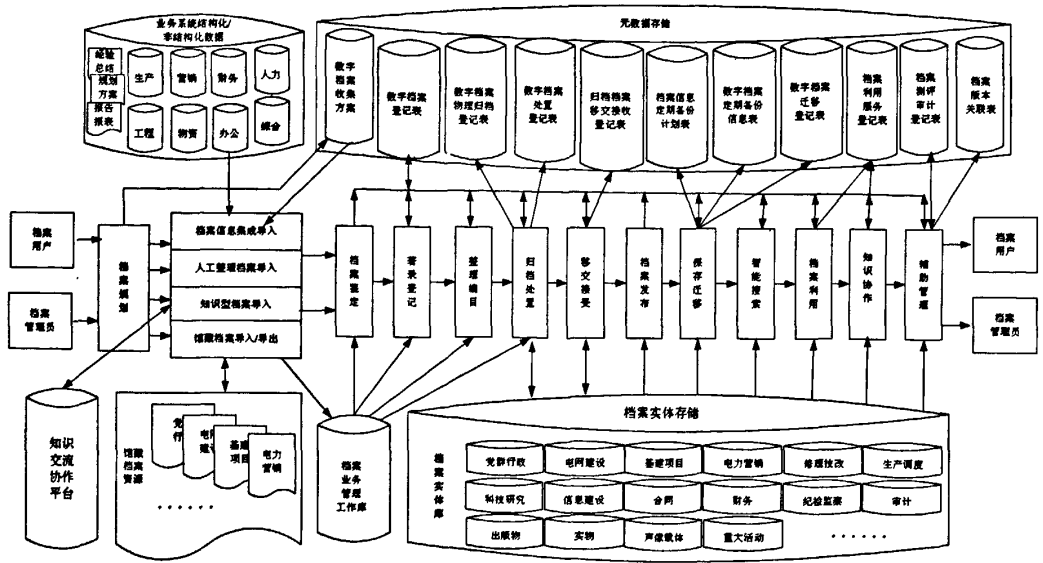 业务系统结构化/
非结构化数据
经验
总结
规划
方案
报告
报表
生产
营销
财务
人力
工程
物资
办公
综合
元数据存储
数字
档案
收集
方案
数字档案
登记表
数字档案
物理归档
登记表
数字档案
处置
登记表
归档档案
移交接收
登记表
档案信息
定期备份
计划表
数字档案
定期备份
信息表
数字档案
迁移
登记表
档案
利用
服务
登记表
档案
测评
审计
登记表
档案
版本
关联表
档案
用户
档案
管理员
档案规划
档案信息集成导入
人工整理档案导入
知识型档案导入
馆藏档案导入/导出
档案鉴定
著录登记
整理编目
归档处置
移交接受
档案发布
保存迁移
智能搜索
档案利用
知识协作
辅助管理
档案
用户
档案
管理员
知识
交流
协作
平台
馆藏
档案
资源
党
行
电网
建设
基建
项目
电力
营销
······
档案
业务
管理
工作库
档案实体存储
档案实体库
党群行政
电网建设
基建项目
电力营销
修理技改
生产调度
科技研究
信息建设
合同
财务
纪检监察
审计
出版物
实物
声像载体
重大活动
······